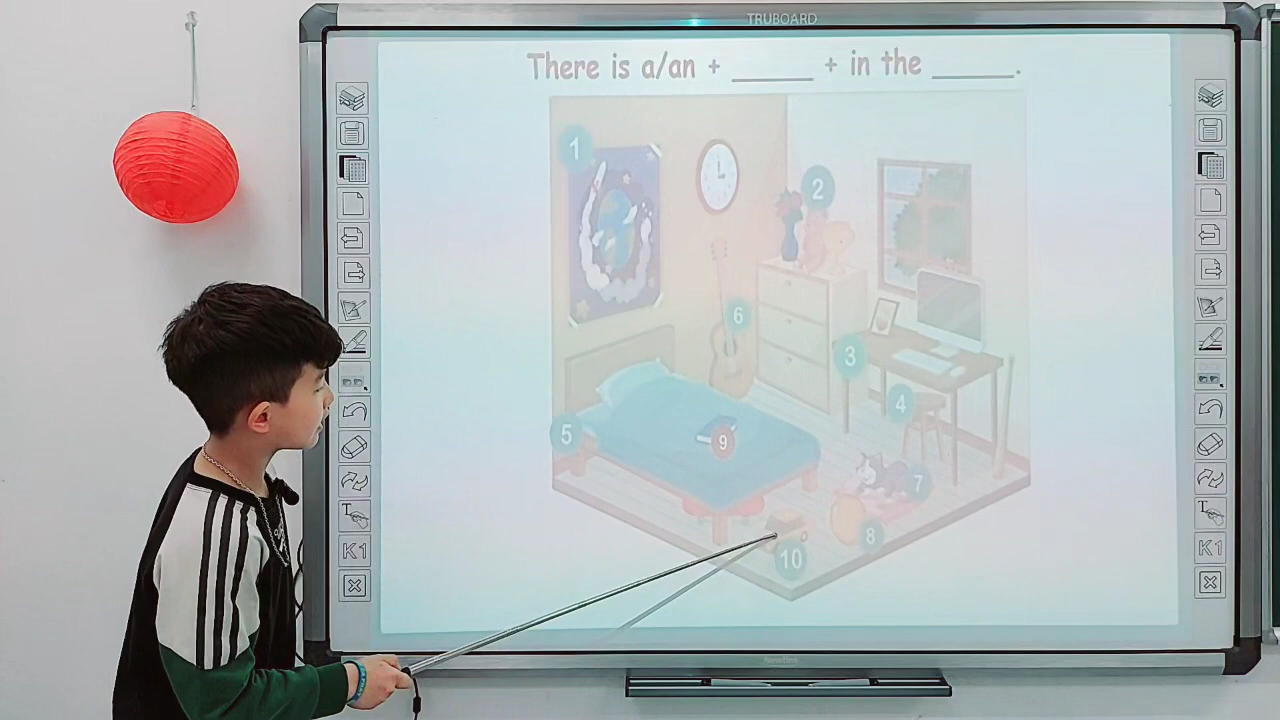 TRUBOARD
There is a/an + ______ + in the ______.
1
2
6
3
4
5
9
7
8
10
K1
K1
T
T